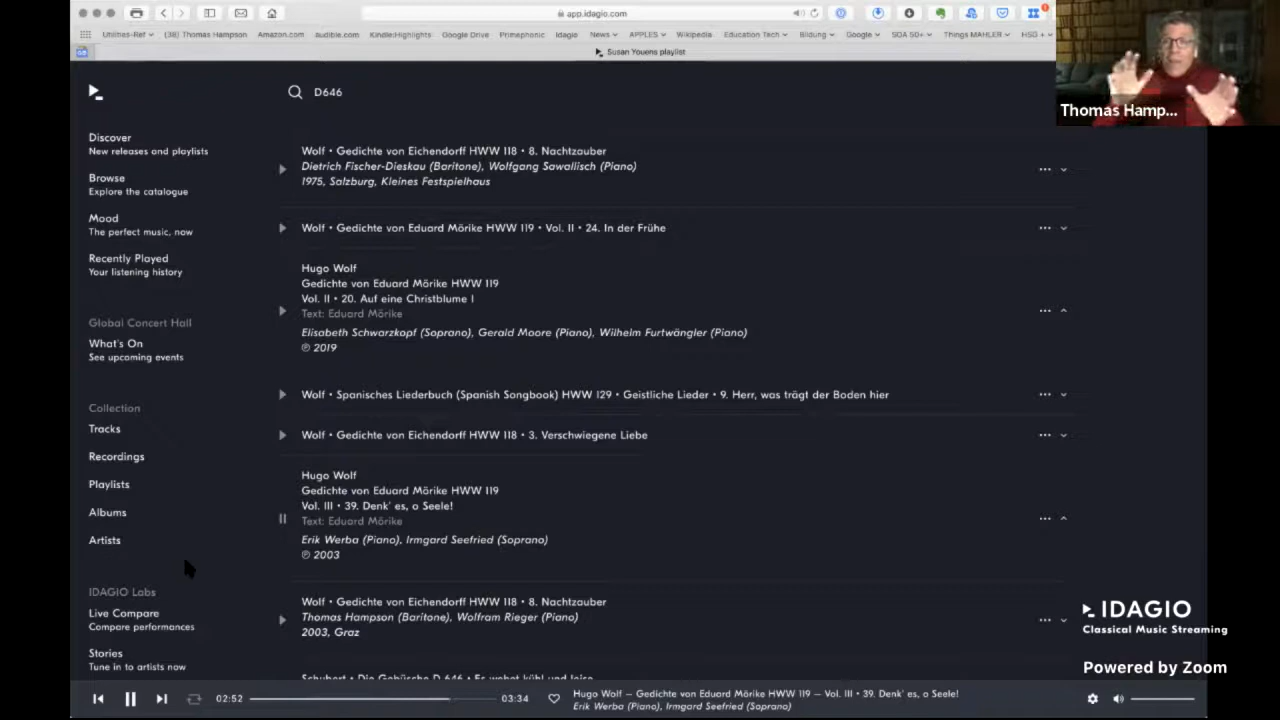 app.idagio.com
Utilities-Ref
(38) Thomas Hampson
Amazon.com
audible.com
Kindle:Highlights
Google Drive
Primephonic
Idagio
News
APPLES
Wikipedia
Education Tech
Bildung
Google
SOA 50+
Things MAHLER
HSG +
Susan Youens playlist
Thomas Hamp...
D646
Discover
New releases and playlists
Browse
Explore the catalogue
Mood
The perfect music, now
Recently Played
Your listening history
Global Concert Hall
What's On
See upcoming events
Collection
Tracks
Recordings
Playlists
Albums
Artists
IDAGIO Labs
Live Compare
Compare performances
Stories
Tune in to artists now
Wolf • Gedichte von Eichendorff HWW 118 • 8. Nachtzauber
Dietrich Fischer-Dieskau (Baritone), Wolfgang Sawallisch (Piano)
1975, Salzburg, Kleines Festspielhaus
Wolf • Gedichte von Eduard Mörike HWW 119 • Vol. II • 24. In der Frühe
Hugo Wolf
Gedichte von Eduard Mörike HWW 119
Vol. II • 20. Auf eine Christblume I
Text: Eduard Mörike
Elisabeth Schwarzkopf (Soprano), Gerald Moore (Piano), Wilhelm Furtwängler (Piano)
℗ 2019
Wolf • Spanisches Liederbuch (Spanish Songbook) HWW 129 • Geistliche Lieder • 9. Herr, was trägt der Boden hier
Wolf • Gedichte von Eichendorff HWW 118 • 3. Verschwiegene Liebe
Hugo Wolf
Gedichte von Eduard Mörike HWW 119
Vol. III • 39. Denk' es, o Seele!
Text: Eduard Mörike
Erik Werba (Piano), Irmgard Seefried (Soprano)
℗ 2003
Wolf • Gedichte von Eichendorff HWW 118 • 8. Nachtzauber
Thomas Hampson (Baritone), Wolfram Rieger (Piano)
2003, Graz
Schubert • Die Gebüsche D 646 • Es wehet kühl und leise
IDAGIO
Classical Music Streaming
Powered by Zoom
02:52
03:34
Hugo Wolf – Gedichte von Eduard Mörike HWW 119 – Vol. III • 39. Denk' es, o Seele!
Erik Werba (Piano), Irmgard Seefried (Soprano)